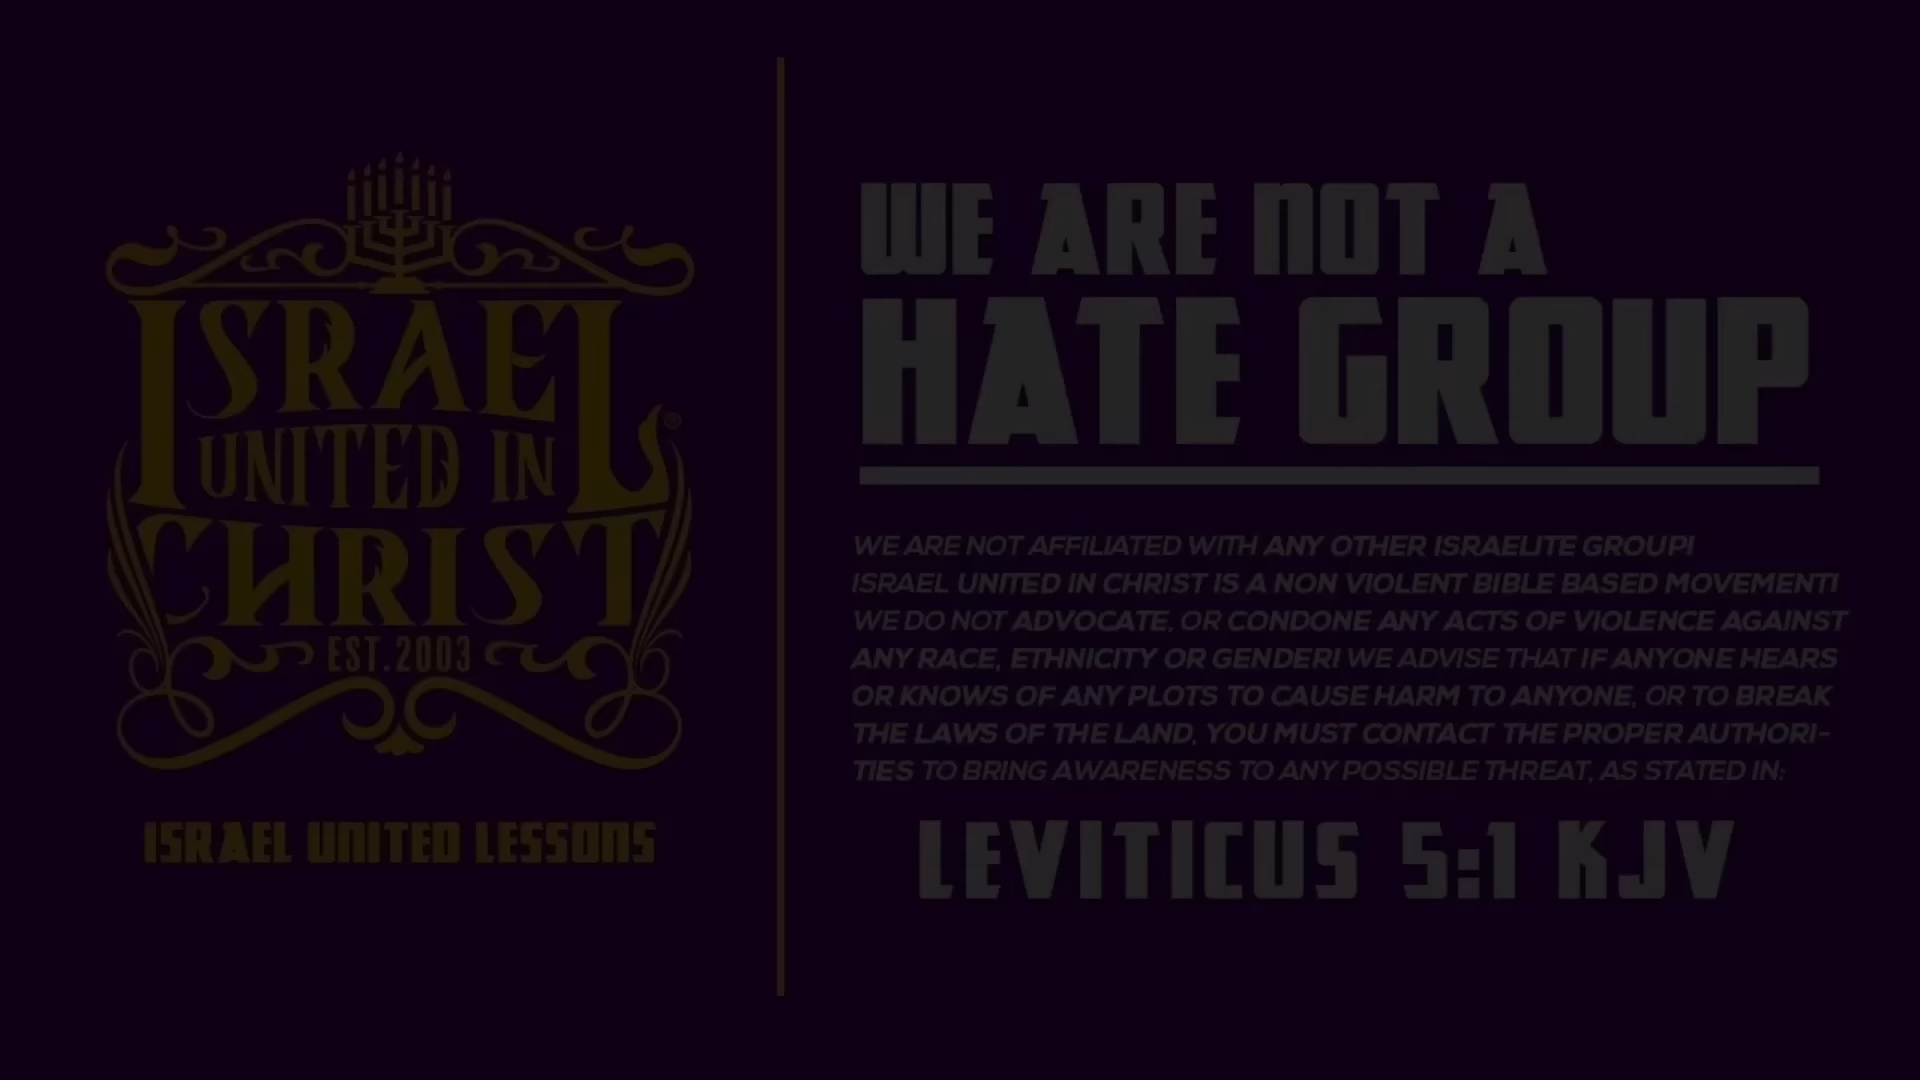 ISRAEL
UNITED IN
CHRIST
®
EST. 2003
ISRAEL UNITED LESSONS
WE ARE NOT A
HATE GROUP
WE ARE NOT AFFILIATED WITH ANY OTHER ISRAELITE GROUP!
ISRAEL UNITED IN CHRIST IS A NON VIOLENT BIBLE BASED MOVEMENT!
WE DO NOT ADVOCATE, OR CONDONE ANY ACTS OF VIOLENCE AGAINST
ANY RACE, ETHNICITY OR GENDER! WE ADVISE THAT IF ANYONE HEARS
OR KNOWS OF ANY PLOTS TO CAUSE HARM TO ANYONE, OR TO BREAK
THE LAWS OF THE LAND, YOU MUST CONTACT THE PROPER AUTHORI-
TIES TO BRING AWARENESS TO ANY POSSIBLE THREAT, AS STATED IN:
LEVITICUS 5:1 KJV